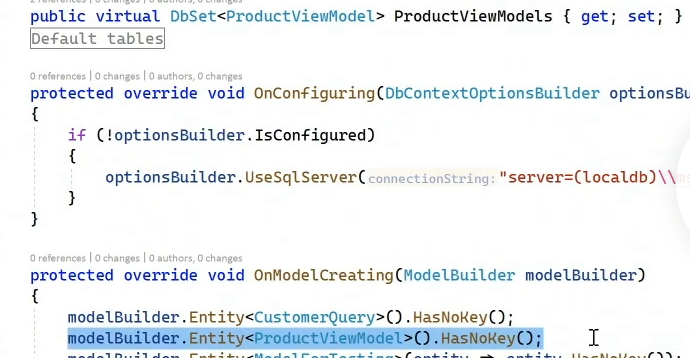 public virtual DbSet<ProductViewModel> ProductViewModels { get; set; }
Default tables
0 references | 0 changes | 0 authors, 0 changes
protected override void OnConfiguring(DbContextOptionsBuilder optionsBu
{
if (!optionsBuilder.IsConfigured)
{
optionsBuilder.UseSqlServer(connectionString: "server=(localdb)\\
}
}
0 references | 0 changes | 0 authors, 0 changes
protected override void OnModelCreating(ModelBuilder modelBuilder)
{
modelBuilder.Entity<CustomerQuery>().HasNoKey();
modelBuilder.Entity<ProductViewModel>().HasNoKey();
modelBuilder.Entity<ModelForTesting>(entity => entity.HasNoKey());